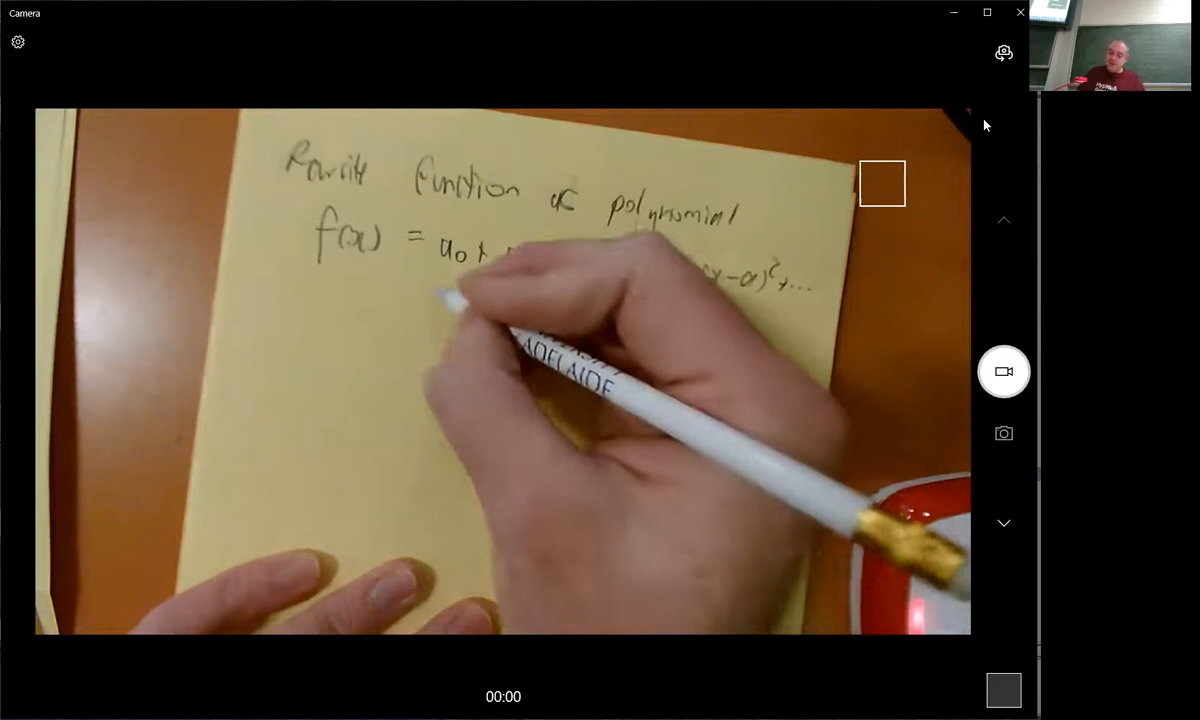 Camera
Rewrite function as polynomial
f(x) = a0 + (x-a)²+...
ADELAIDE
00:00